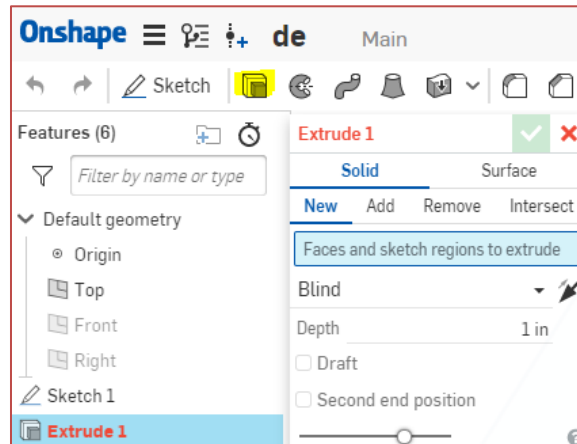 Onshape de Main
Sketch
Features (6)
Filter by name or type
Default geometry
Origin
Top
Front
Right
Sketch 1
Extrude 1
Extrude 1
Solid Surface
New Add Remove Intersect
Faces and sketch regions to extrude
Blind
Depth 1 in
Draft
Second end position